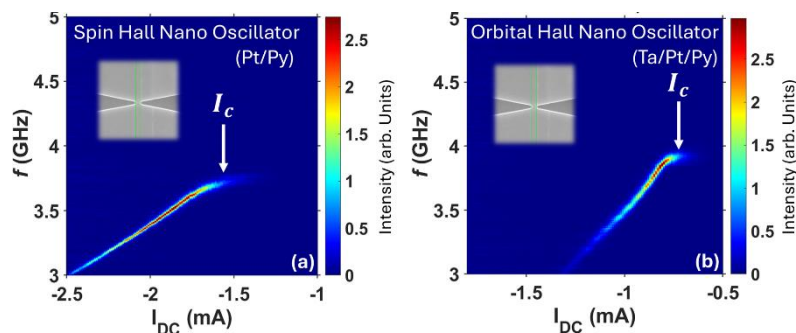 Spin Hall Nano Oscillator
(Pt/Py)
I_c
(a)
5
4.5
4
3.5
3
f (GHz)
-2.5
-2
-1.5
-1
I_DC (mA)
2.5
2
1.5
1
0.5
0
Intensity (arb. Units)
Orbital Hall Nano Oscillator
(Ta/Pt/Py)
I_c
(b)
5
4.5
4
3.5
3
f (GHz)
-1.5
-1
-0.5
I_DC (mA)
2.5
2
1.5
1
0.5
0
Intensity (arb. Units)